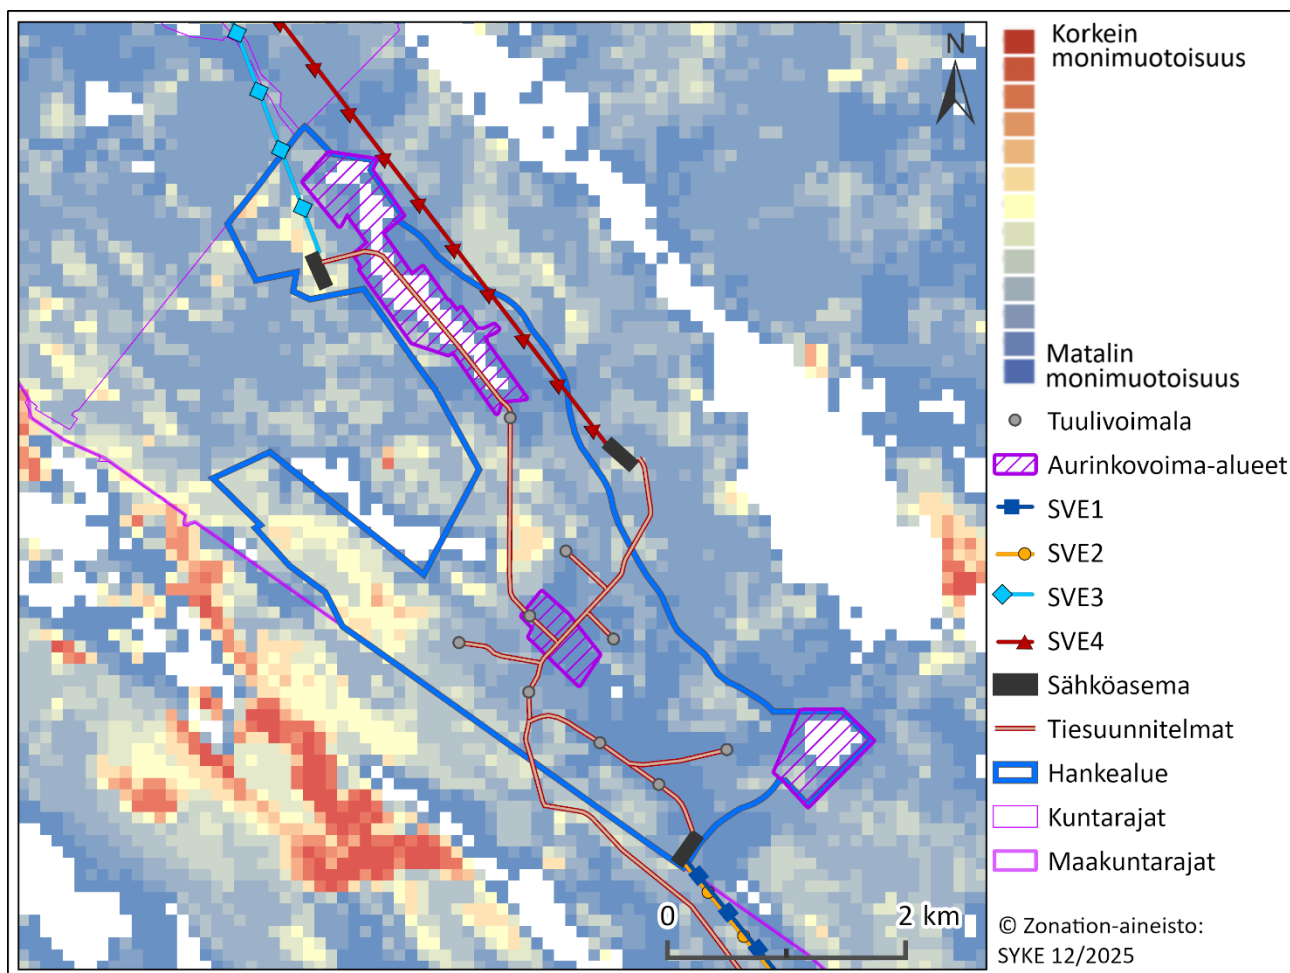 N
Korkein
monimuotoisuus
Matalin
monimuotoisuus
Tuulivoimala
Aurinkovoima-alueet
SVE1
SVE2
SVE3
SVE4
Sähköasema
Tiesuunnitelmat
Hankealue
Kuntarajat
Maakuntarajat
0 2 km
© Zonation-aineisto:
SYKE 12/2025